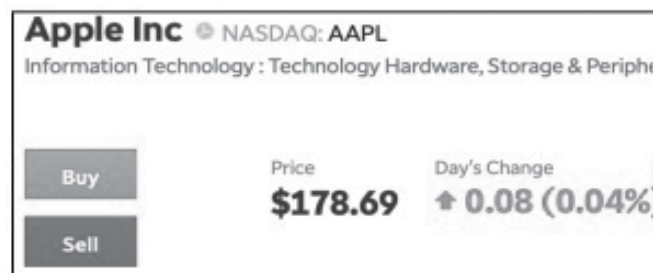 Apple Inc NASDAQ: AAPL
Information Technology : Technology Hardware, Storage &
Buy
Price
Day's Change
$178.69
0.08 (0.04%)
Sell